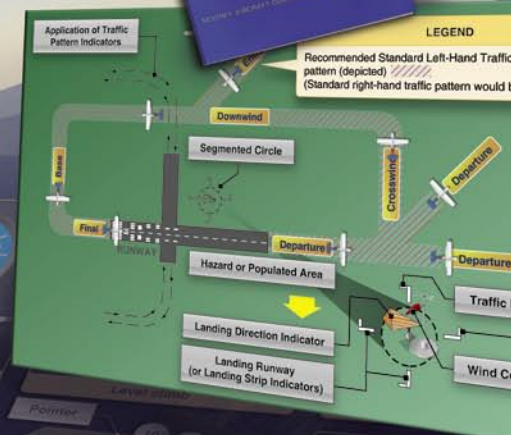 LEGEND
Recommended Standard Left-Hand Traffic
pattern (depicted)
(Standard right-hand traffic pattern would b
Application of Traffic
Pattern Indicators
Downwind
Segmented Circle
Base
Crosswind
Departure
Final
RUNWAY
Departure
Departure
Hazard or Populated Area
Traffic
Landing Direction Indicator
Landing Runway
(or Landing Strip Indicators)
Wind Co
Level climb
Pointer